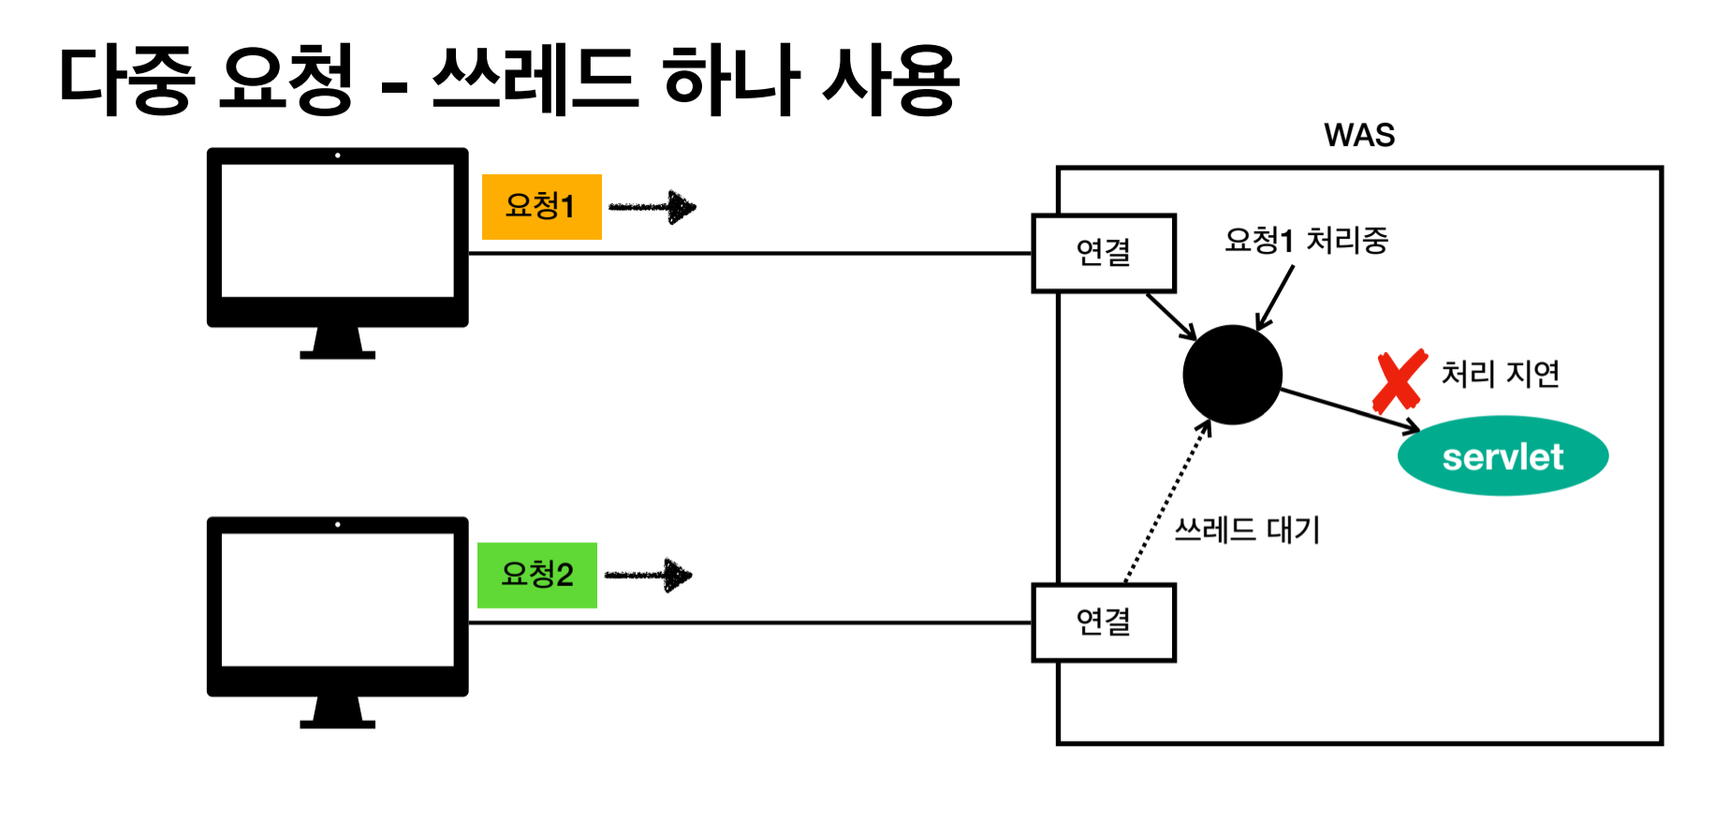 다중 요청 - 쓰레드 하나 사용
WAS
요청1
연결
요청1 처리중
처리 지연
servlet
쓰레드 대기
요청2
연결